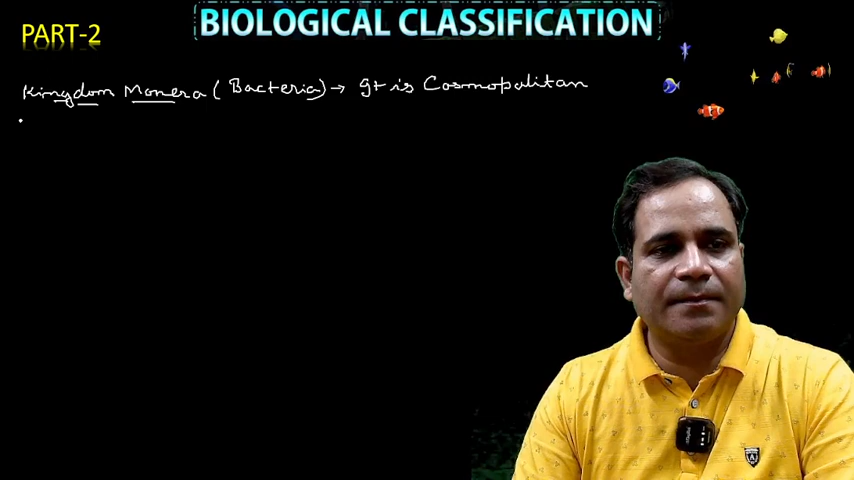 BIOLOGICAL CLASSIFICATION
PART-2
Kingdom Monera (Bacteria) → It is Cosmopolitan